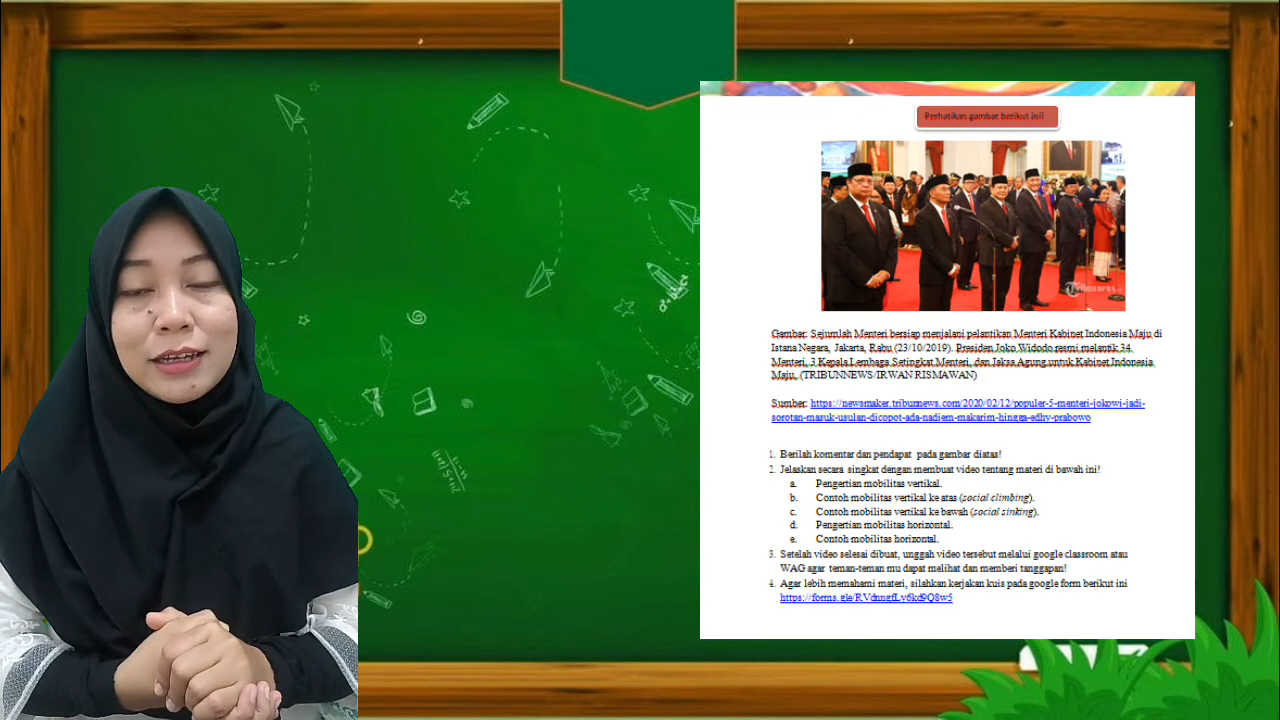 Perhatikan gambar berikut ini!
Tribunnews
Gambar: Sejumlah Menteri bersiap menjalani pelantikan Menteri Kabinet Indonesia Maju di
Istana Negara, Jakarta, Rabu (23/10/2019). Presiden Joko Widodo resmi melantik 34
Menteri, 3 Kepala Lembaga Setingkat Menteri, dan Jaksa Agung untuk Kabinet Indonesia
Maju. (TRIBUNNEWS/IRWAN RISMAWAN)
Sumber: https://newsmaker.tribunnews.com/2020/02/12/populer-5-menteri-jokowi-jadi-
sorotan-masuk-usulan-dicopot-ada-nadiem-makarim-hingga-edhy-prabowo
1. Berilah komentar dan pendapat pada gambar diatas!
2. Jelaskan secara singkat dengan membuat video tentang materi di bawah ini!
a. Pengertian mobilitas vertikal.
b. Contoh mobilitas vertikal ke atas (social climbing).
c. Contoh mobilitas vertikal ke bawah (social sinking).
d. Pengertian mobilitas horizontal.
e. Contoh mobilitas horizontal.
3. Setelah video selesai dibuat, unggah video tersebut melalui google classroom atau
WAG agar teman-teman mu dapat melihat dan memberi tanggapan!
4. Agar lebih memahami materi, silahkan kerjakan kuis pada google form berikut ini
https://forms.gle/RVdnngfLv6kd9Q8w5